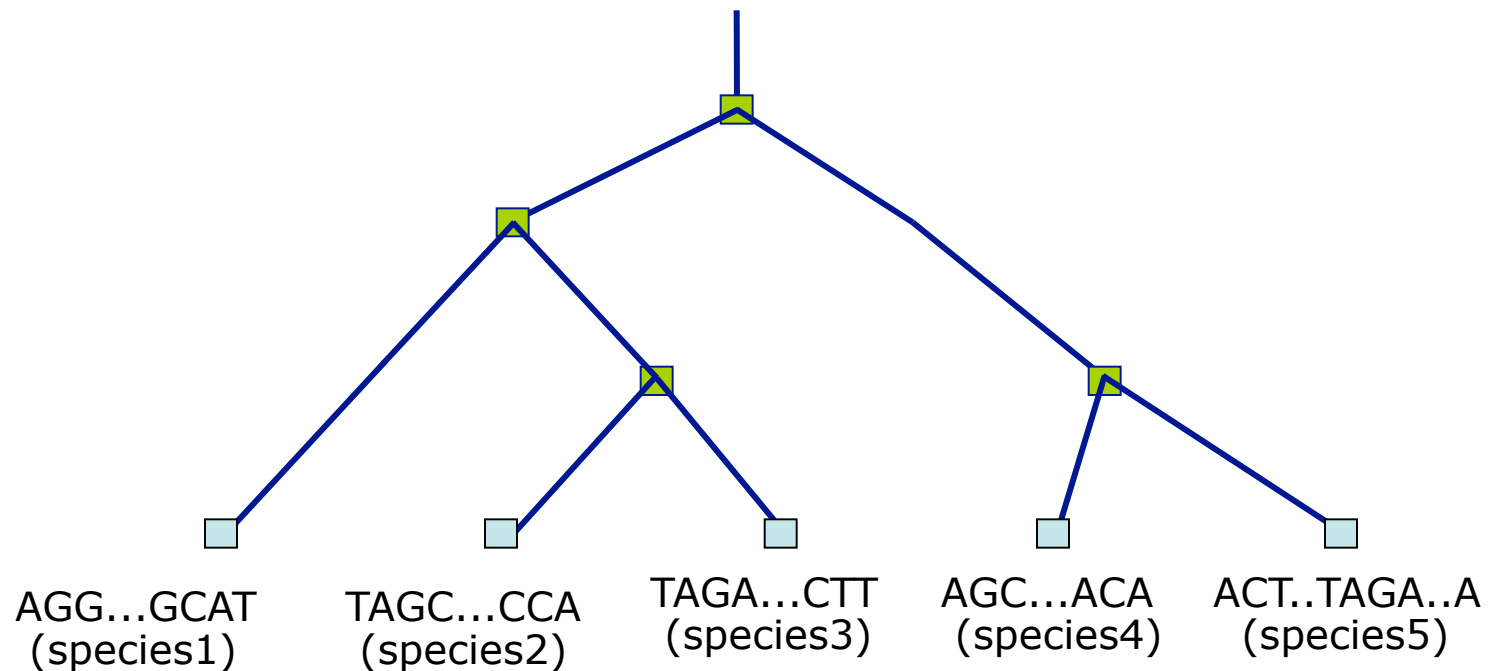 AGG...GCAT
(species1)
TAGC...CCA
(species2)
TAGA...CTT
(species3)
AGC...ACA
(species4)
ACT..TAGA..A
(species5)